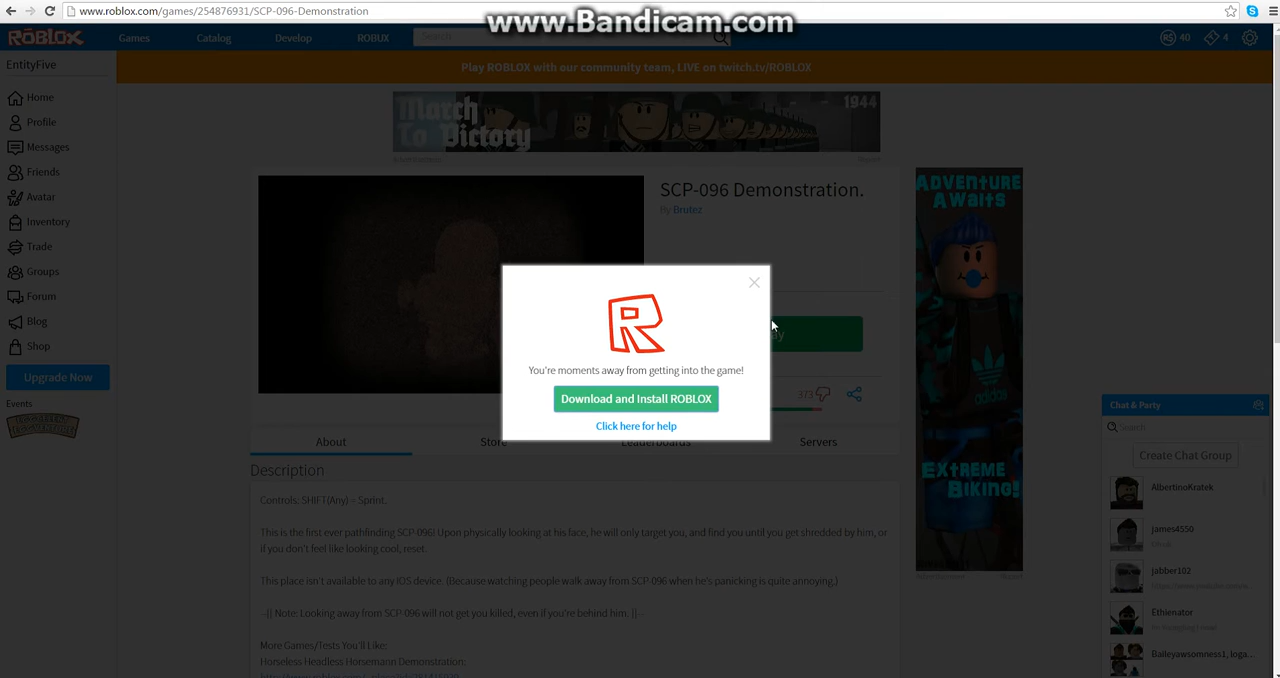 www.roblox.com/games/254876931/SCP-096-Demonstration
www.Bandicam.com
ROBLOX
Games
Catalog
Develop
ROBUX
Search
40
4
EntityFive
Play ROBLOX with our community team, LIVE on twitch.tv/ROBLOX
Home
Profile
Messages
Friends
Avatar
Inventory
Trade
Groups
Forum
Blog
Shop
Upgrade Now
Events
March
To Victory
1944
SCP-096 Demonstration.
By Brutez
ADVENTURE
AWAITS
adidas
EXTREME
BIKING!
R
You're moments away from getting into the game!
Download and Install ROBLOX
Click here for help
About
Store
Leaderboards
Servers
Description
Controls: SHIFT(Any) = Sprint.
This is the first ever pathfinding SCP-096! Upon physically looking at his face, he will only target you, and find you until you get shredded by him, or
if you don't feel like looking cool, reset.
This place isn't available to any IOS device. (Because watching people walk away from SCP-096 when he's panicking is quite annoying.)
--|| Note: Looking away from SCP-096 will not get you killed, even if you're behind him. ||--
More Games/Tests You'll Like:
Horseless Headless Horsemann Demonstration:
Chat & Party
Search
Create Chat Group
AlbertinoKratek
james4550
jabber102
Ethienator
Baileyawsomness1, loga...